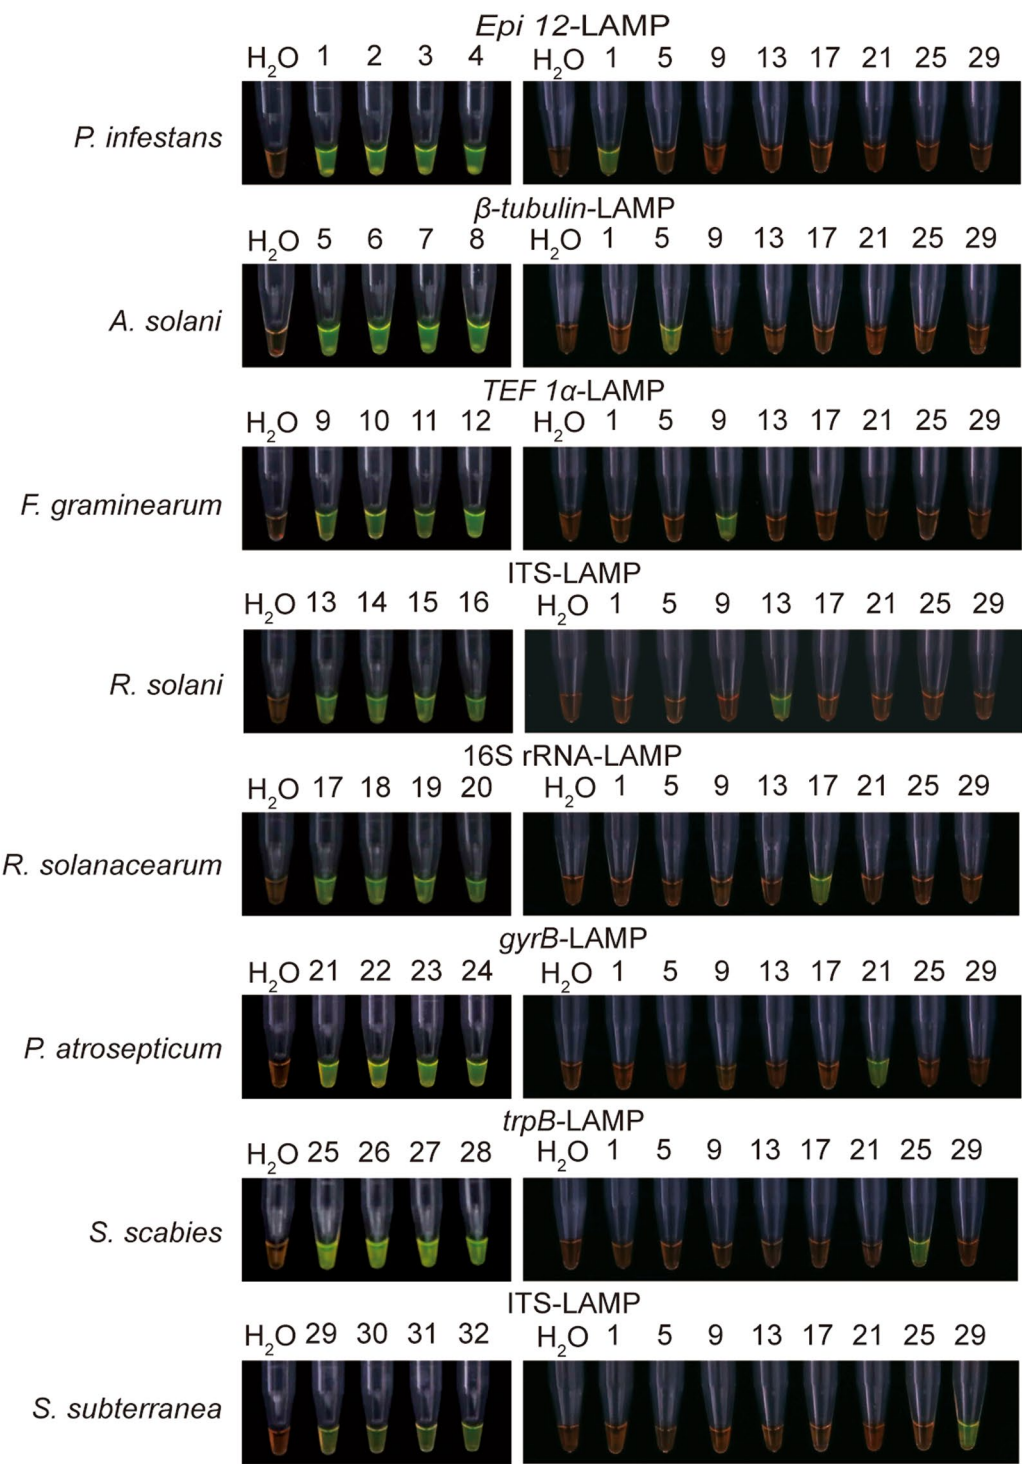 Epi 12-LAMP
H₂O 1 2 3 4 H₂O 1 5 9 13 17 21 25 29
P. infestans
β-tubulin-LAMP
H₂O 5 6 7 8 H₂O 1 5 9 13 17 21 25 29
A. solani
TEF 1α-LAMP
H₂O 9 10 11 12 H₂O 1 5 9 13 17 21 25 29
F. graminearum
ITS-LAMP
H₂O 13 14 15 16 H₂O 1 5 9 13 17 21 25 29
R. solani
16S rRNA-LAMP
H₂O 17 18 19 20 H₂O 1 5 9 13 17 21 25 29
R. solanacearum
gyrB-LAMP
H₂O 21 22 23 24 H₂O 1 5 9 13 17 21 25 29
P. atrosepticum
trpB-LAMP
H₂O 25 26 27 28 H₂O 1 5 9 13 17 21 25 29
S. scabies
ITS-LAMP
H₂O 29 30 31 32 H₂O 1 5 9 13 17 21 25 29
S. subterranea